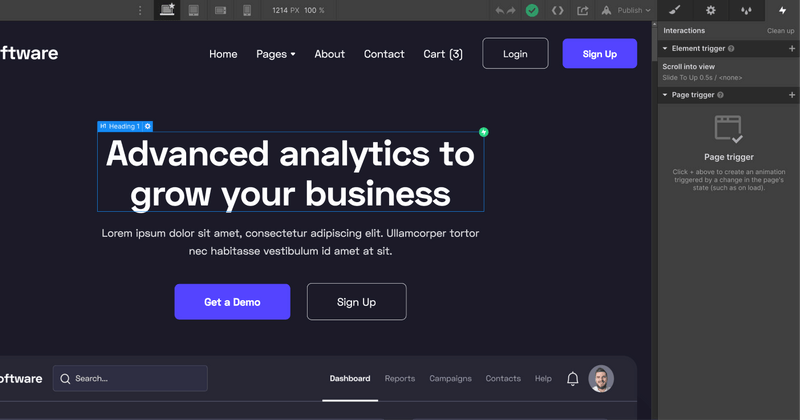 1214 PX 100 %
Publish
ftware
Home
Pages
About
Contact
Cart (3)
Login
Sign Up
H1 Heading 1
Advanced analytics to
grow your business
Lorem ipsum dolor sit amet, consectetur adipiscing elit. Ullamcorper tortor
nec habitasse vestibulum id amet at sit.
Get a Demo
Sign Up
oftware
Search...
Dashboard
Reports
Campaigns
Contacts
Help
Interactions
Clean up
Element trigger
Scroll into view
Slide To Up 0.5s / <none>
Page trigger
Page trigger
Click + above to create an animation
triggered by a change in the page's
state (such as on load).